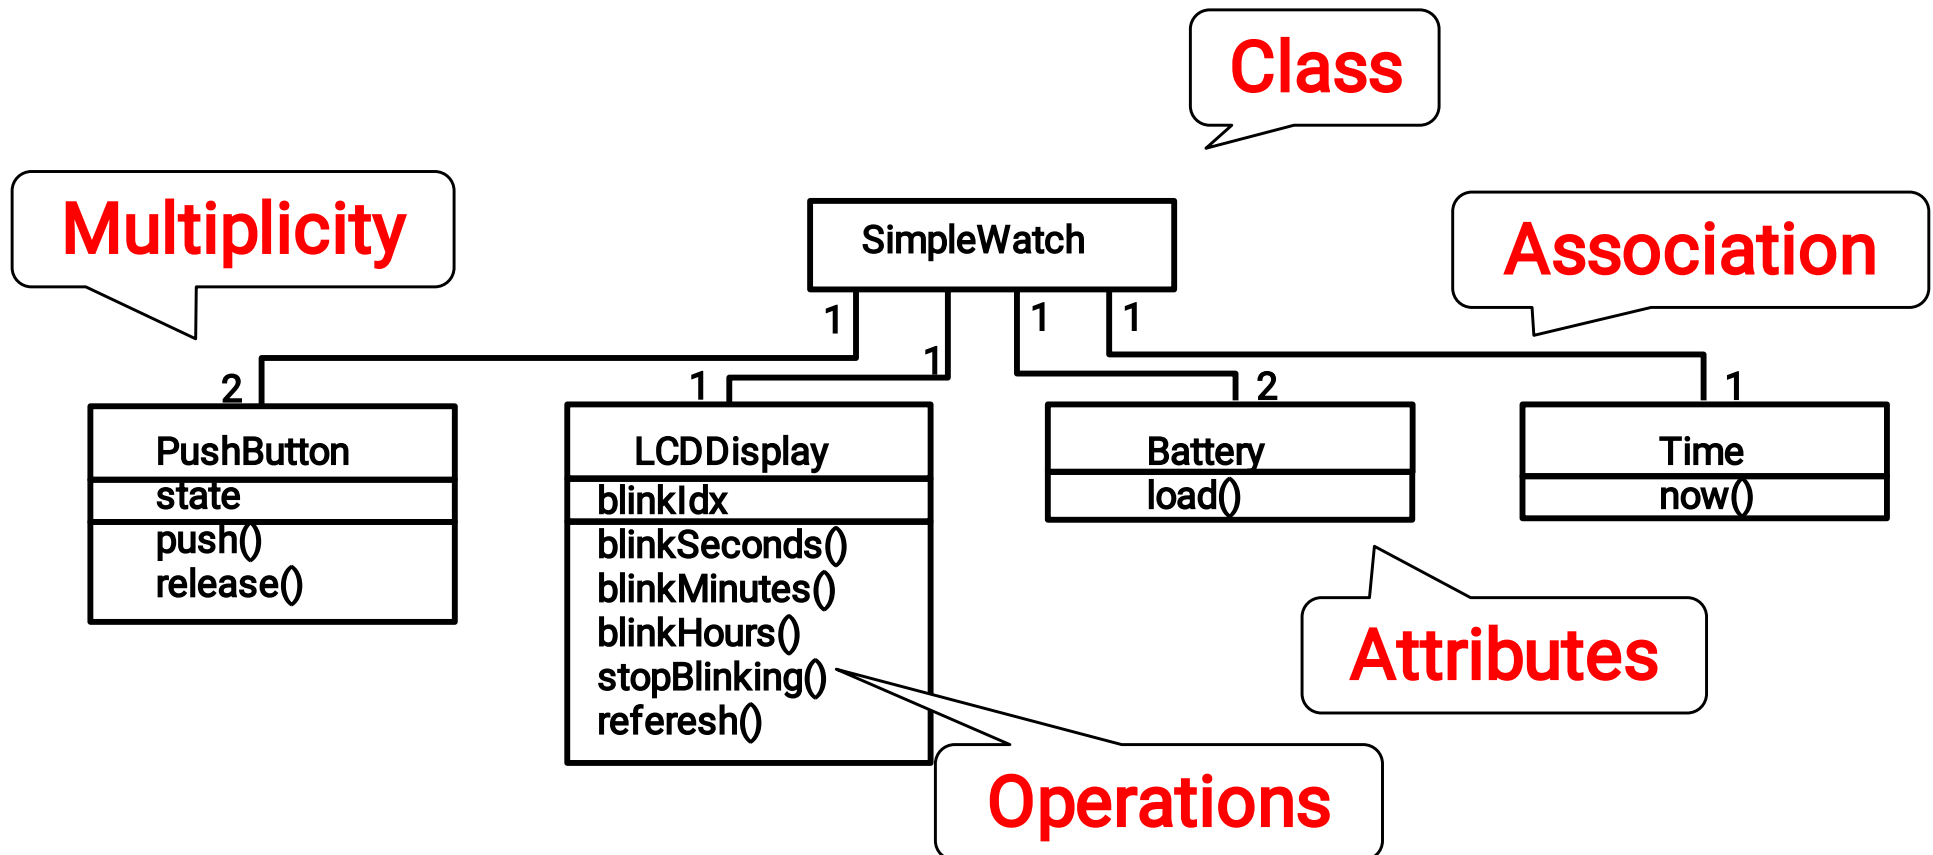 Class
Multiplicity
SimpleWatch
Association
1
1
1
1
2
1
2
1
PushButton
state
push()
release()
LCDDisplay
blinkIdx
blinkSeconds()
blinkMinutes()
blinkHours()
stopBlinking()
referesh()
Battery
load()
Time
now()
Attributes
Operations